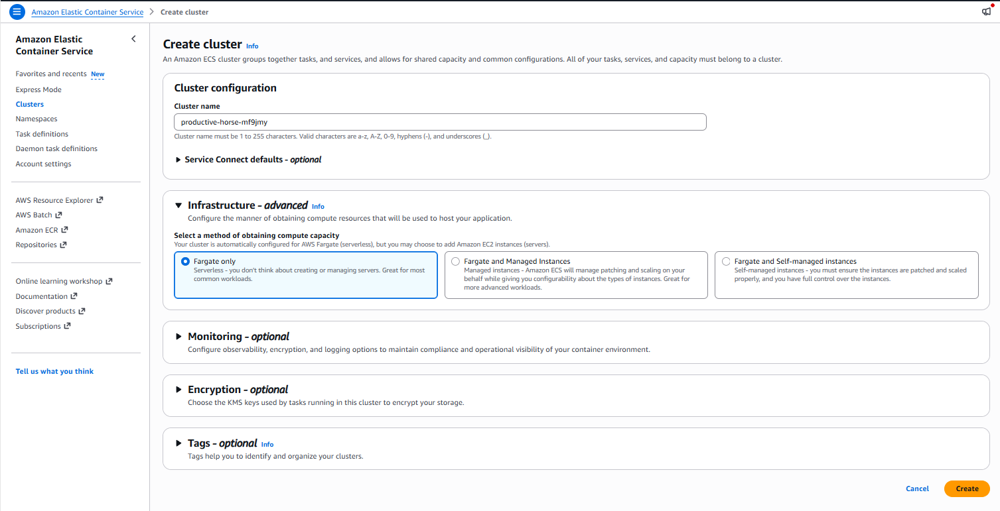 Amazon Elastic Container Service > Create cluster
Amazon Elastic
Container Service
Favorites and recents New
Express Mode
Clusters
Namespaces
Task definitions
Daemon task definitions
Account settings
AWS Resource Explorer
AWS Batch
Amazon ECR
Repositories
Online learning workshop
Documentation
Discover products
Subscriptions
Tell us what you think
Create cluster Info
An Amazon ECS cluster groups together tasks, and services, and allows for shared capacity and common configurations. All of your tasks, services, and capacity must belong to a cluster.
Cluster configuration
Cluster name
productive-horse-mf9jmy
Cluster name must be 1 to 255 characters. Valid characters are a-z, A-Z, 0-9, hyphens (-), and underscores (_).
Service Connect defaults - optional
Infrastructure - advanced Info
Configure the manner of obtaining compute resources that will be used to host your application.
Select a method of obtaining compute capacity
Your cluster is automatically configured for AWS Fargate (serverless), but you may choose to add Amazon EC2 instances (servers).
Fargate only
Serverless - you don't think about creating or managing servers. Great for most
common workloads.
Fargate and Managed Instances
Managed instances - Amazon ECS will manage patching and scaling on your
behalf while giving you configurability about the types of instances. Great for
more advanced workloads.
Fargate and Self-managed instances
Self-managed instances - you must ensure the instances are patched and scaled
properly, and you have full control over the instances.
Monitoring - optional
Configure observability, encryption, and logging options to maintain compliance and operational visibility of your container environment.
Encryption - optional
Choose the KMS keys used by tasks running in this cluster to encrypt your storage.
Tags - optional Info
Tags help you to identify and organize your clusters.
Cancel
Create